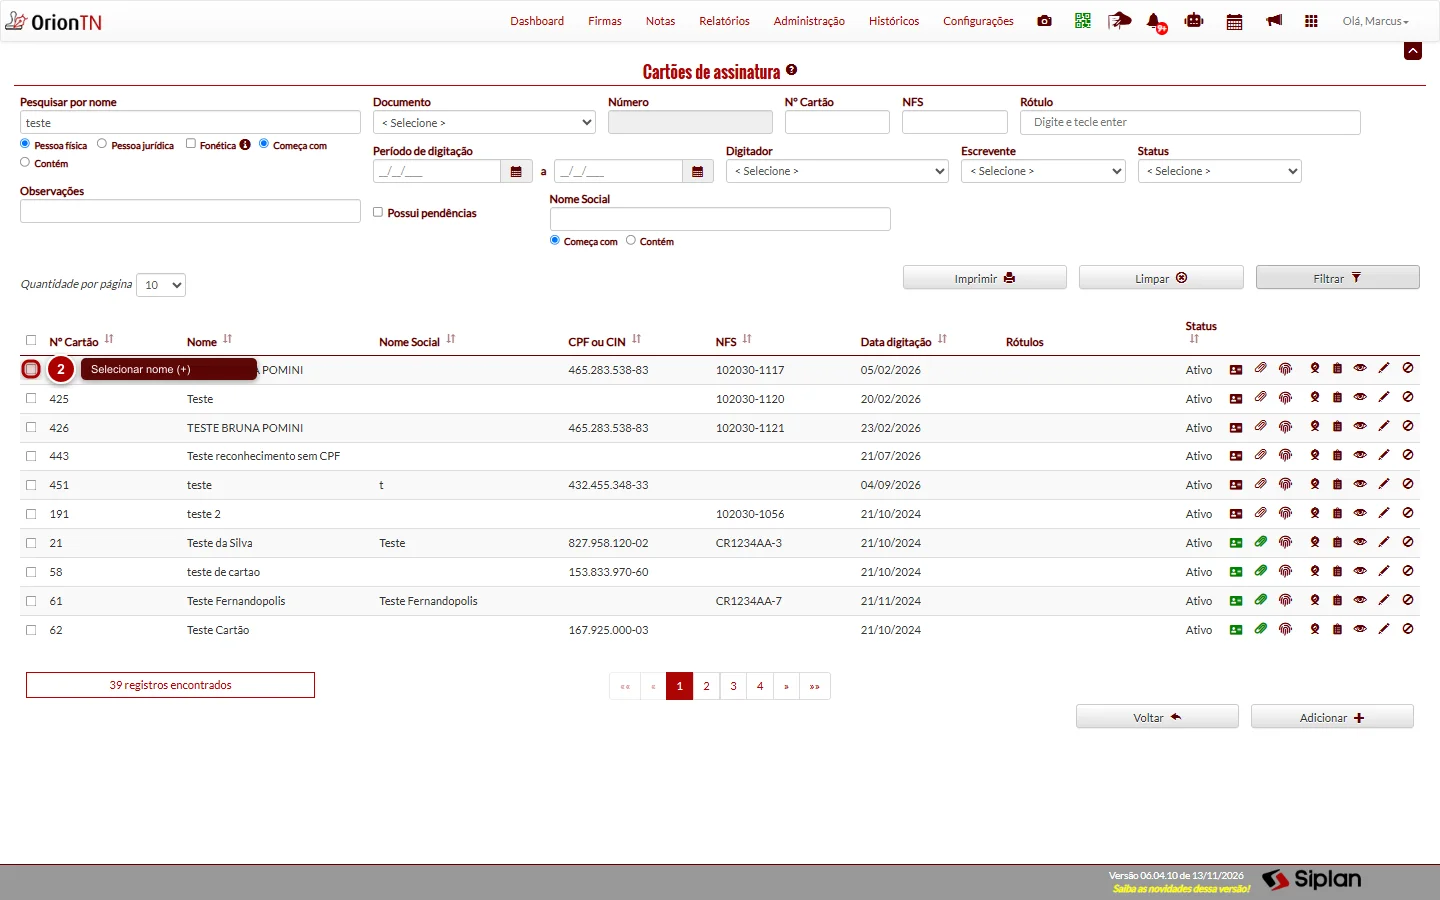 OrionTN
Dashboard Firmas Notas Relatórios Administração Históricos Configurações 9+ Olá, Marcus
Cartões de assinatura ?
Pesquisar por nome Documento Número Nº Cartão NFS Rótulo
teste < Selecione > Digite e tecle enter
Pessoa física Pessoa jurídica Fonética i Começa com
Contém
Período de digitação Digitador Escrevente Status
__/__/____ a __/__/____ < Selecione > < Selecione > < Selecione >
Observações Possui pendências Nome Social
Começa com Contém
Quantidade por página 10 Imprimir Limpar Filtrar
Nº Cartão Nome Nome Social CPF ou CIN NFS Data digitação Rótulos Status
2 Selecionar nome (+) A POMINI 465.283.538-83 102030-1117 05/02/2026 Ativo
425 Teste 102030-1120 20/02/2026 Ativo
426 TESTE BRUNA POMINI 465.283.538-83 102030-1121 23/02/2026 Ativo
443 Teste reconhecimento sem CPF 21/07/2026 Ativo
451 teste t 432.455.348-33 04/09/2026 Ativo
191 teste 2 102030-1056 21/10/2024 Ativo
21 Teste da Silva Teste 827.958.120-02 CR1234AA-3 21/10/2024 Ativo
58 teste de cartao 153.833.970-60 21/10/2024 Ativo
61 Teste Fernandopolis Teste Fernandopolis CR1234AA-7 21/11/2024 Ativo
62 Teste Cartão 167.925.000-03 21/10/2024 Ativo
39 registros encontrados «« « 1 2 3 4 » »»
Voltar Adicionar
Versão 06.04.10 de 13/11/2026
Saiba as novidades dessa versão!
Siplan